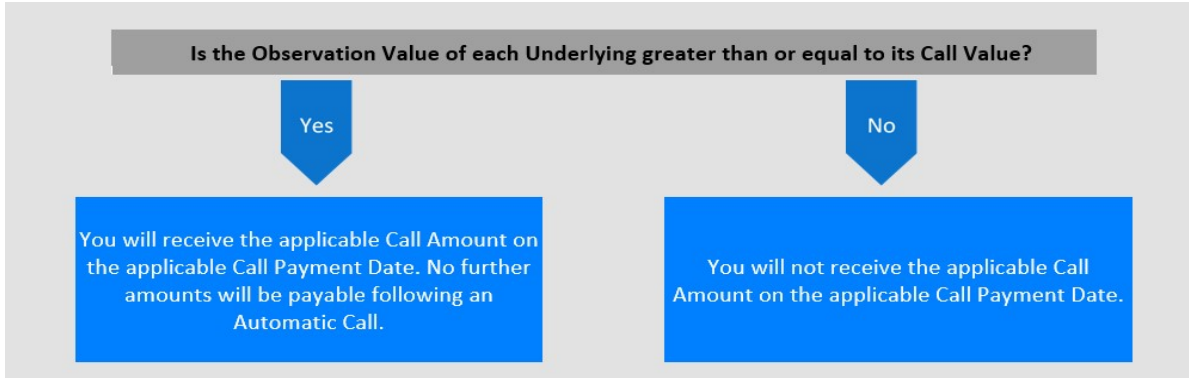 Is the Observation Value of each Underlying greater than or equal to its Call Value?
Yes
No
You will receive the applicable Call Amount on
the applicable Call Payment Date. No further
amounts will be payable following an
Automatic Call.
You will not receive the applicable Call
Amount on the applicable Call Payment Date.